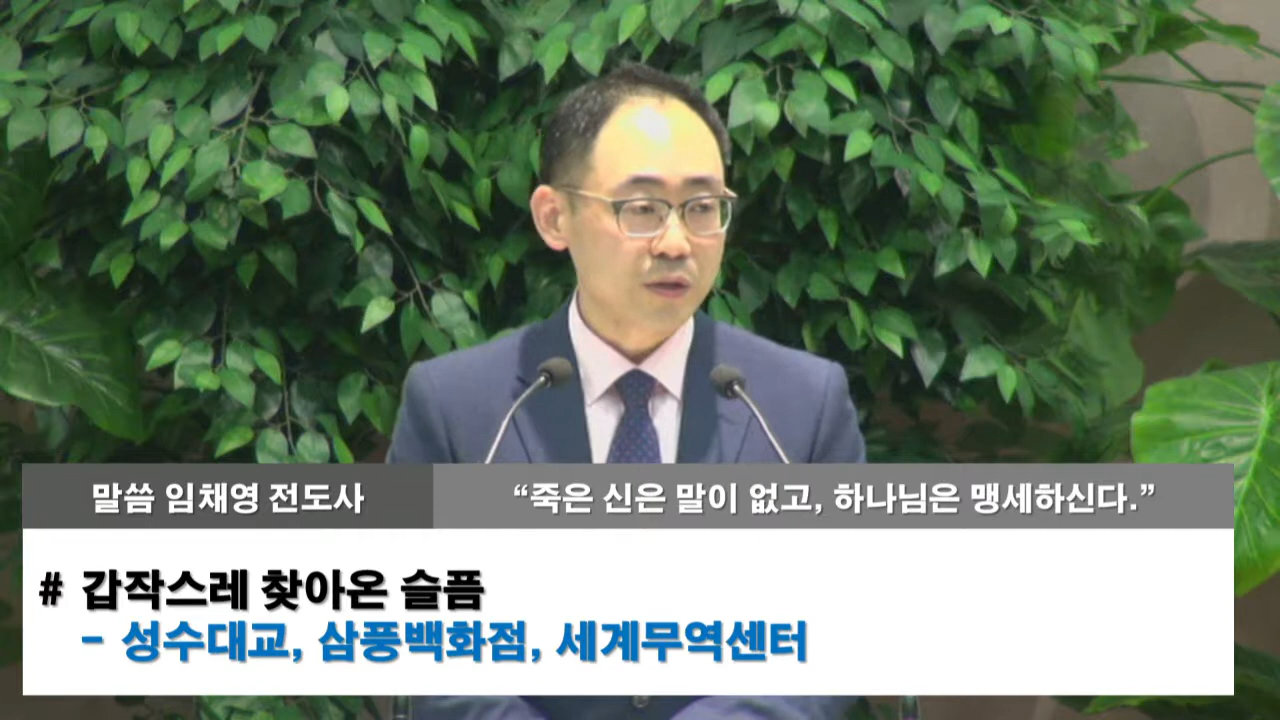 말씀 임채영 전도사
“죽은 신은 말이 없고, 하나님은 맹세하신다.”
# 갑작스레 찾아온 슬픔
- 성수대교, 삼풍백화점, 세계무역센터